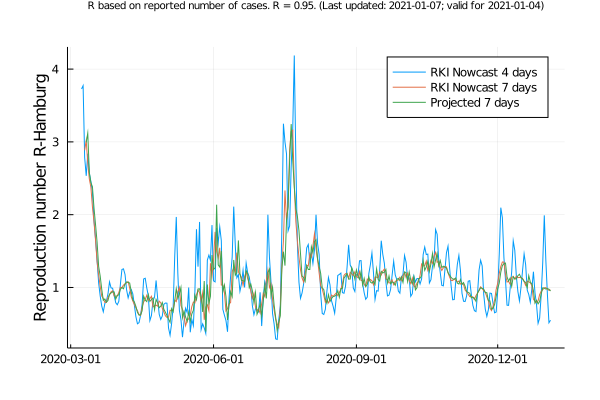 R based on reported number of cases. R = 0.95. (Last updated: 2021-01-07; valid for 2021-01-04)
Reproduction number R-Hamburg
4
3
2
1
RKI Nowcast 4 days
RKI Nowcast 7 days
Projected 7 days
2020-03-01
2020-06-01
2020-09-01
2020-12-01